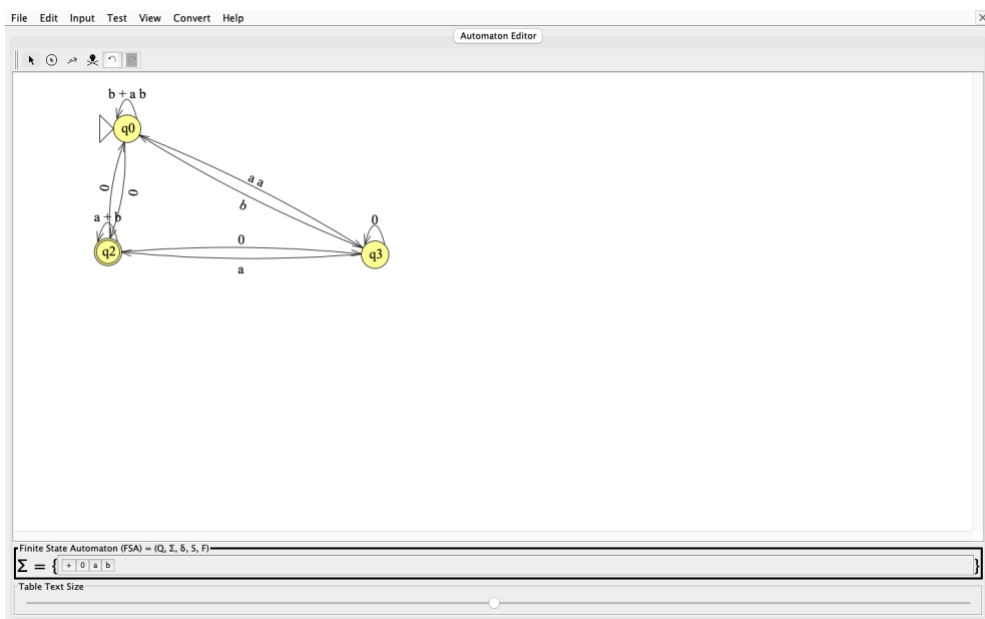 File Edit Input Test View Convert Help
Automaton Editor
b + a b
q0
a a
0
0
b
a + b
0
0
q2
q3
a
Finite State Automaton (FSA) = (Q, Σ, δ, S, F)
Σ = { + 0 a b }
Table Text Size